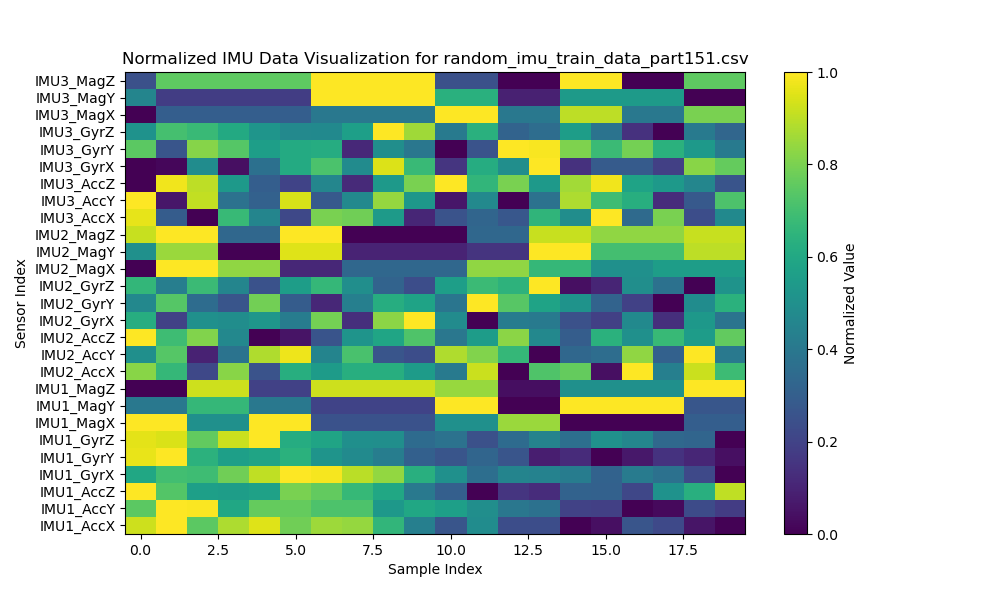 Normalized IMU Data Visualization for random_imu_train_data_part151.csv
IMU3_MagZ
IMU3_MagY
IMU3_MagX
IMU3_GyrZ
IMU3_GyrY
IMU3_GyrX
IMU3_AccZ
IMU3_AccY
IMU3_AccX
IMU2_MagZ
IMU2_MagY
IMU2_MagX
IMU2_GyrZ
IMU2_GyrY
IMU2_GyrX
IMU2_AccZ
IMU2_AccY
IMU2_AccX
IMU1_MagZ
IMU1_MagY
IMU1_MagX
IMU1_GyrZ
IMU1_GyrY
IMU1_GyrX
IMU1_AccZ
IMU1_AccY
IMU1_AccX
Sensor Index
0.0 2.5 5.0 7.5 10.0 12.5 15.0 17.5
Sample Index
1.0
0.8
0.6
0.4
0.2
0.0
Normalized Value